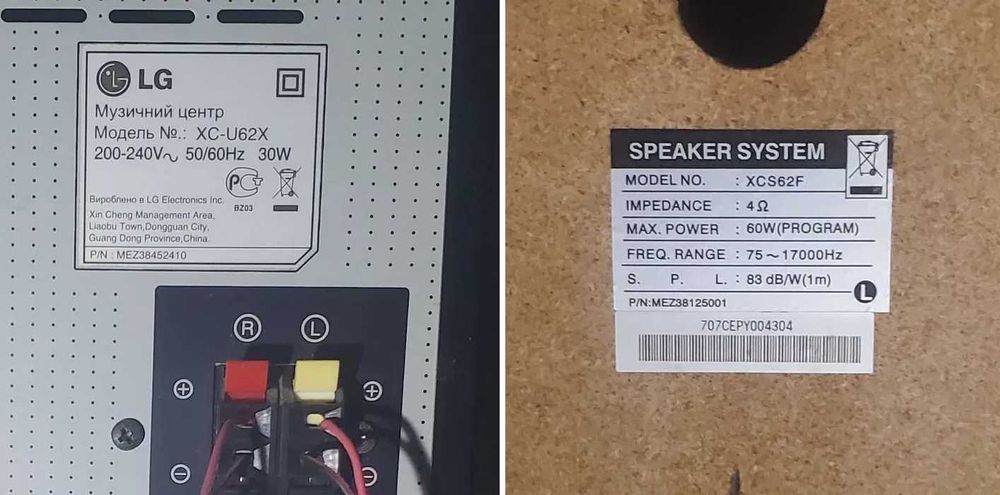 LG
Музичний центр
Модель №.: XC-U62X
200-240V~ 50/60Hz 30W
PC+
BZ03
Вироблено в LG Electronics Inc.
Xin Cheng Management Area,
Liaobu Town,Dongguan City,
Guang Dong Province,China.
P/N : MEZ38452410
R L
+ +
- -
SPEAKER SYSTEM
MODEL NO. : XCS62F
IMPEDANCE : 4Ω
MAX. POWER : 60W(PROGRAM)
FREQ. RANGE : 75~17000Hz
S. P. L. : 83 dB/W(1m)
P/N:MEZ38125001
L
707CEPY004304